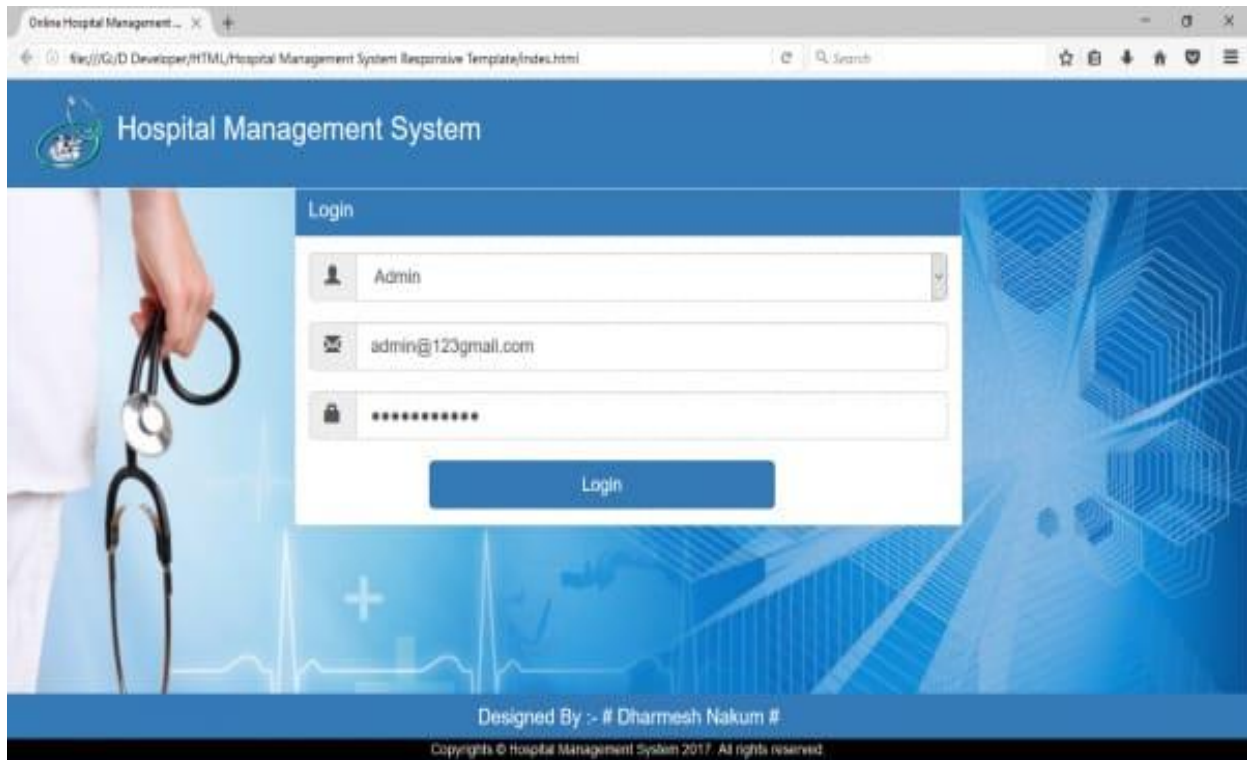 Online Hospital Management ...
file:///G:/D Developer/HTML/Hospital Management System Responsive Template/index.html
Search
Hospital Management System
Login
Admin
admin@123gmail.com
Login
Designed By :- # Dharmesh Nakum #
Copyrights © Hospital Management System 2017. All rights reserved.